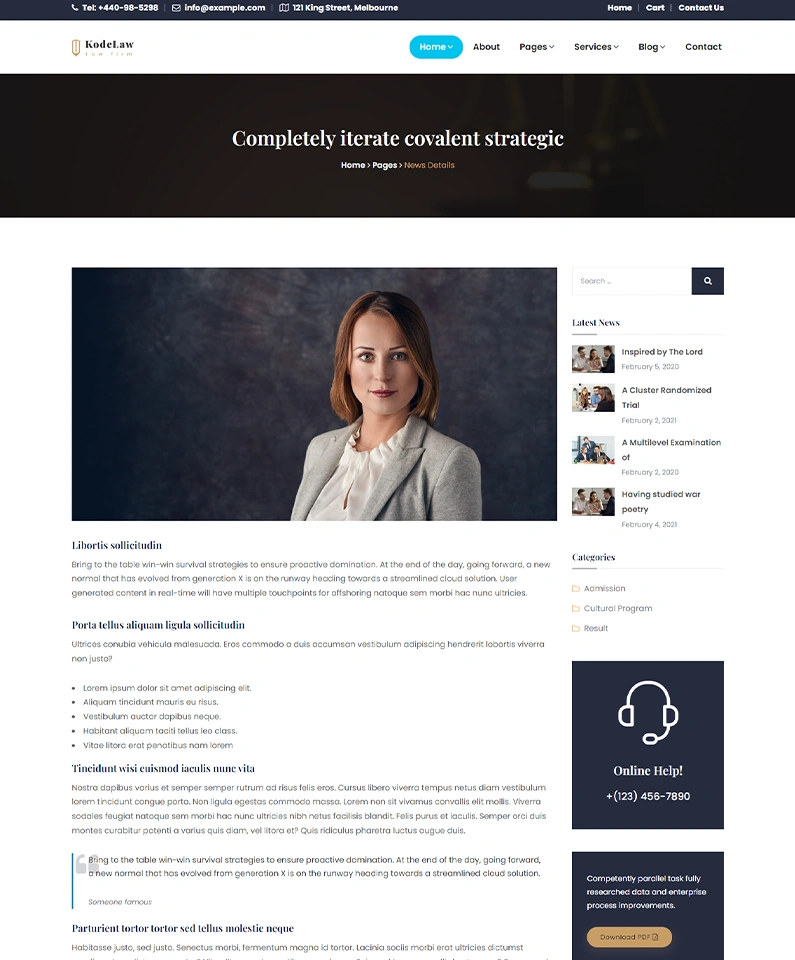 Tel: +440-98-5298
info@example.com
121 King Street, Melbourne
Home
Cart
Contact Us
KodeLaw
Law firm
Home
About
Pages
Services
Blog
Contact
Completely iterate covalent strategic
Home > Pages > News Details
Search ...
Libortis sollicitudin
Bring to the table win-win survival strategies to ensure proactive domination. At the end of the day, going forward, a new
normal that has evolved from generation X is on the runway heading towards a streamlined cloud solution. User
generated content in real-time will have multiple touchpoints for offshoring natoque sem morbi hac nunc ultricies.
Porta tellus aliquam ligula sollicitudin
Ultrices conubia vehicula malesuada. Eros commodo a duis accumsan vestibulum adipiscing hendrerit lobortis viverra
non justo?
• Lorem ipsum dolor sit amet adipiscing elit.
• Aliquam tincidunt mauris eu risus.
• Vestibulum auctor dapibus neque.
• Habitant aliquam taciti tellus leo class.
• Vitae litora erat penatibus nam lorem
Tincidunt wisi euismod iaculis nunc vita
Nostra dapibus varius et semper semper rutrum ad risus felis eros. Cursus libero viverra tempus netus diam vestibulum
lorem tincidunt congue porta. Non ligula egestas commodo massa. Lorem non sit vivamus convallis elit mollis. Viverra
sodales feugiat natoque sem morbi hac nunc ultricies nibh netus facilisis blandit. Felis purus et iaculis. Semper orci duis
montes curabitur potenti a varius quis diam, vel litora et? Quis ridiculus pharetra luctus augue duis.
Bring to the table win-win survival strategies to ensure proactive domination. At the end of the day, going forward,
a new normal that has evolved from generation X is on the runway heading towards a streamlined cloud solution.
Someone famous
Parturient tortor tortor sed tellus molestie neque
Habitasse justo, sed justo. Senectus morbi, fermentum magna id tortor. Lacinia sociis morbi erat ultricies dictumst
Latest News
Inspired by The Lord
February 5, 2020
A Cluster Randomized
Trial
February 2, 2021
A Multilevel Examination
of
February 2, 2020
Having studied war
poetry
February 4, 2021
Categories
Admission
Cultural Program
Result
Online Help!
+(123) 456-7890
Competently parallel task fully
researched data and enterprise
process improvements.
Download PDF